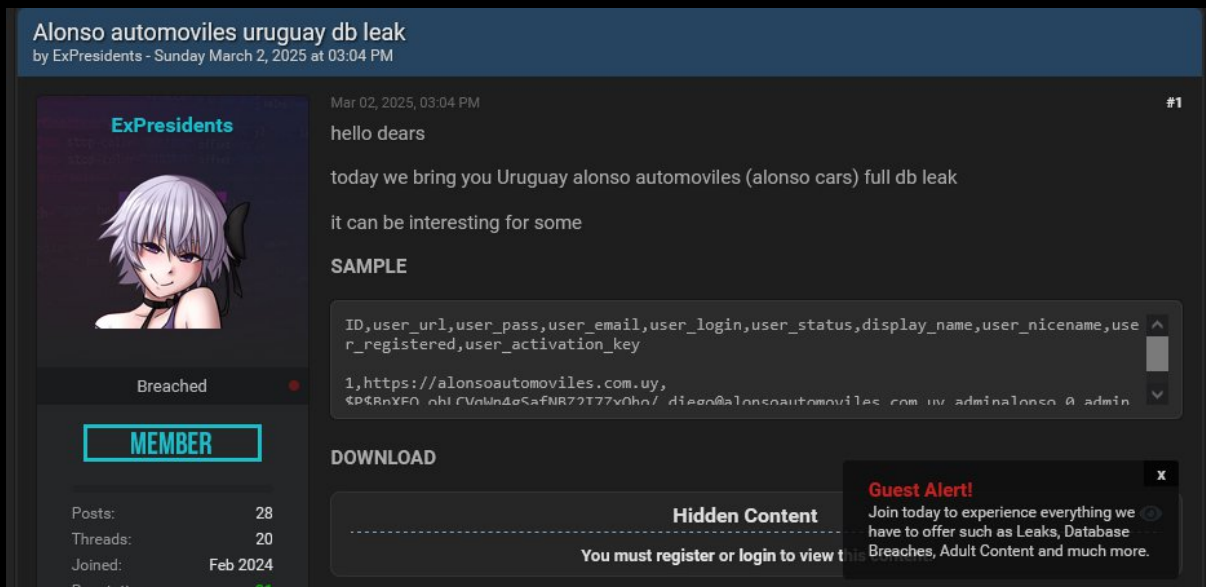 Alonso automoviles uruguay db leak
by ExPresidents - Sunday March 2, 2025 at 03:04 PM
ExPresidents
Breached
MEMBER
Posts: 28
Threads: 20
Joined: Feb 2024
Mar 02, 2025, 03:04 PM #1
hello dears
today we bring you Uruguay alonso automoviles (alonso cars) full db leak
it can be interesting for some
SAMPLE
ID,user_url,user_pass,user_email,user_login,user_status,display_name,user_nicename,use
r_registered,user_activation_key
1,https://alonsoautomoviles.com.uy,
DOWNLOAD
Hidden Content
You must register or login to view
x
Guest Alert!
Join today to experience everything we
have to offer such as Leaks, Database
Breaches, Adult Content and much more.